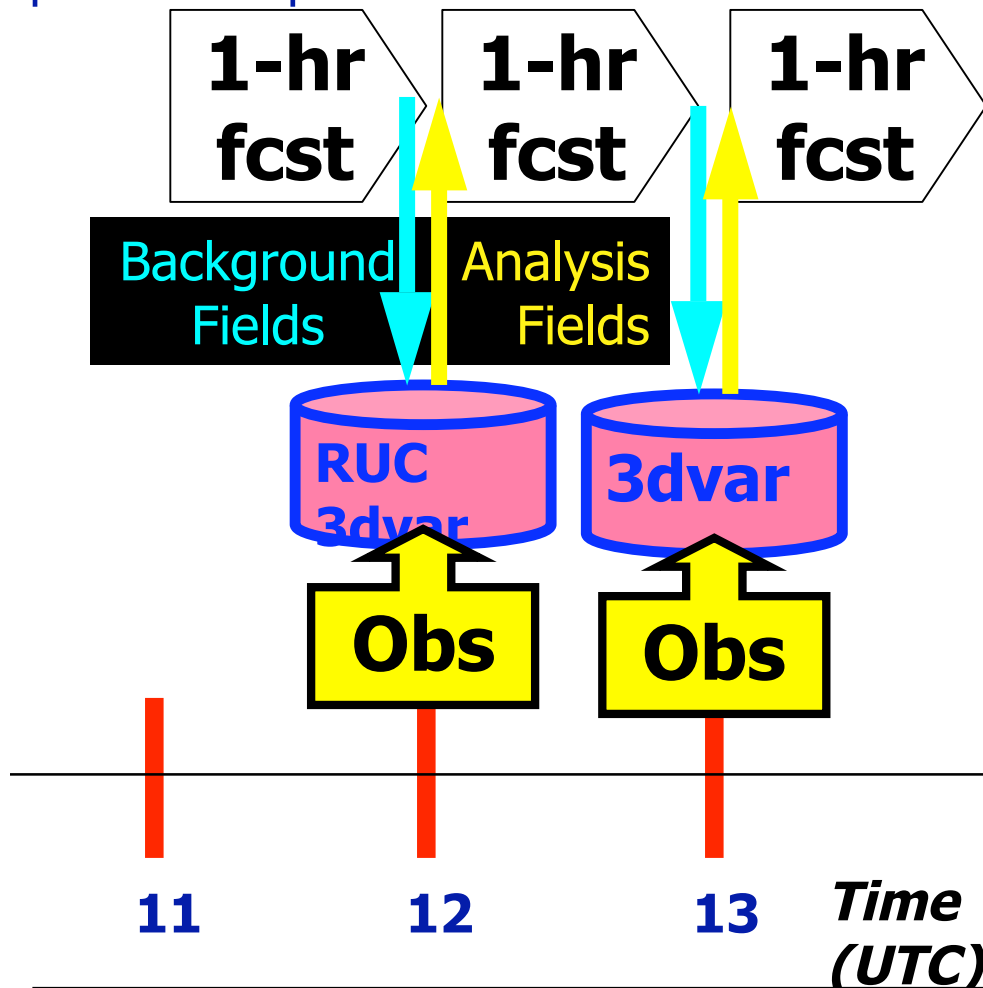 1-hr
fcst
1-hr
fcst
1-hr
fcst
Background
Fields
Analysis
Fields
RUC
3dvar
3dvar
Obs
Obs
11
12
13
Time
(UTC)